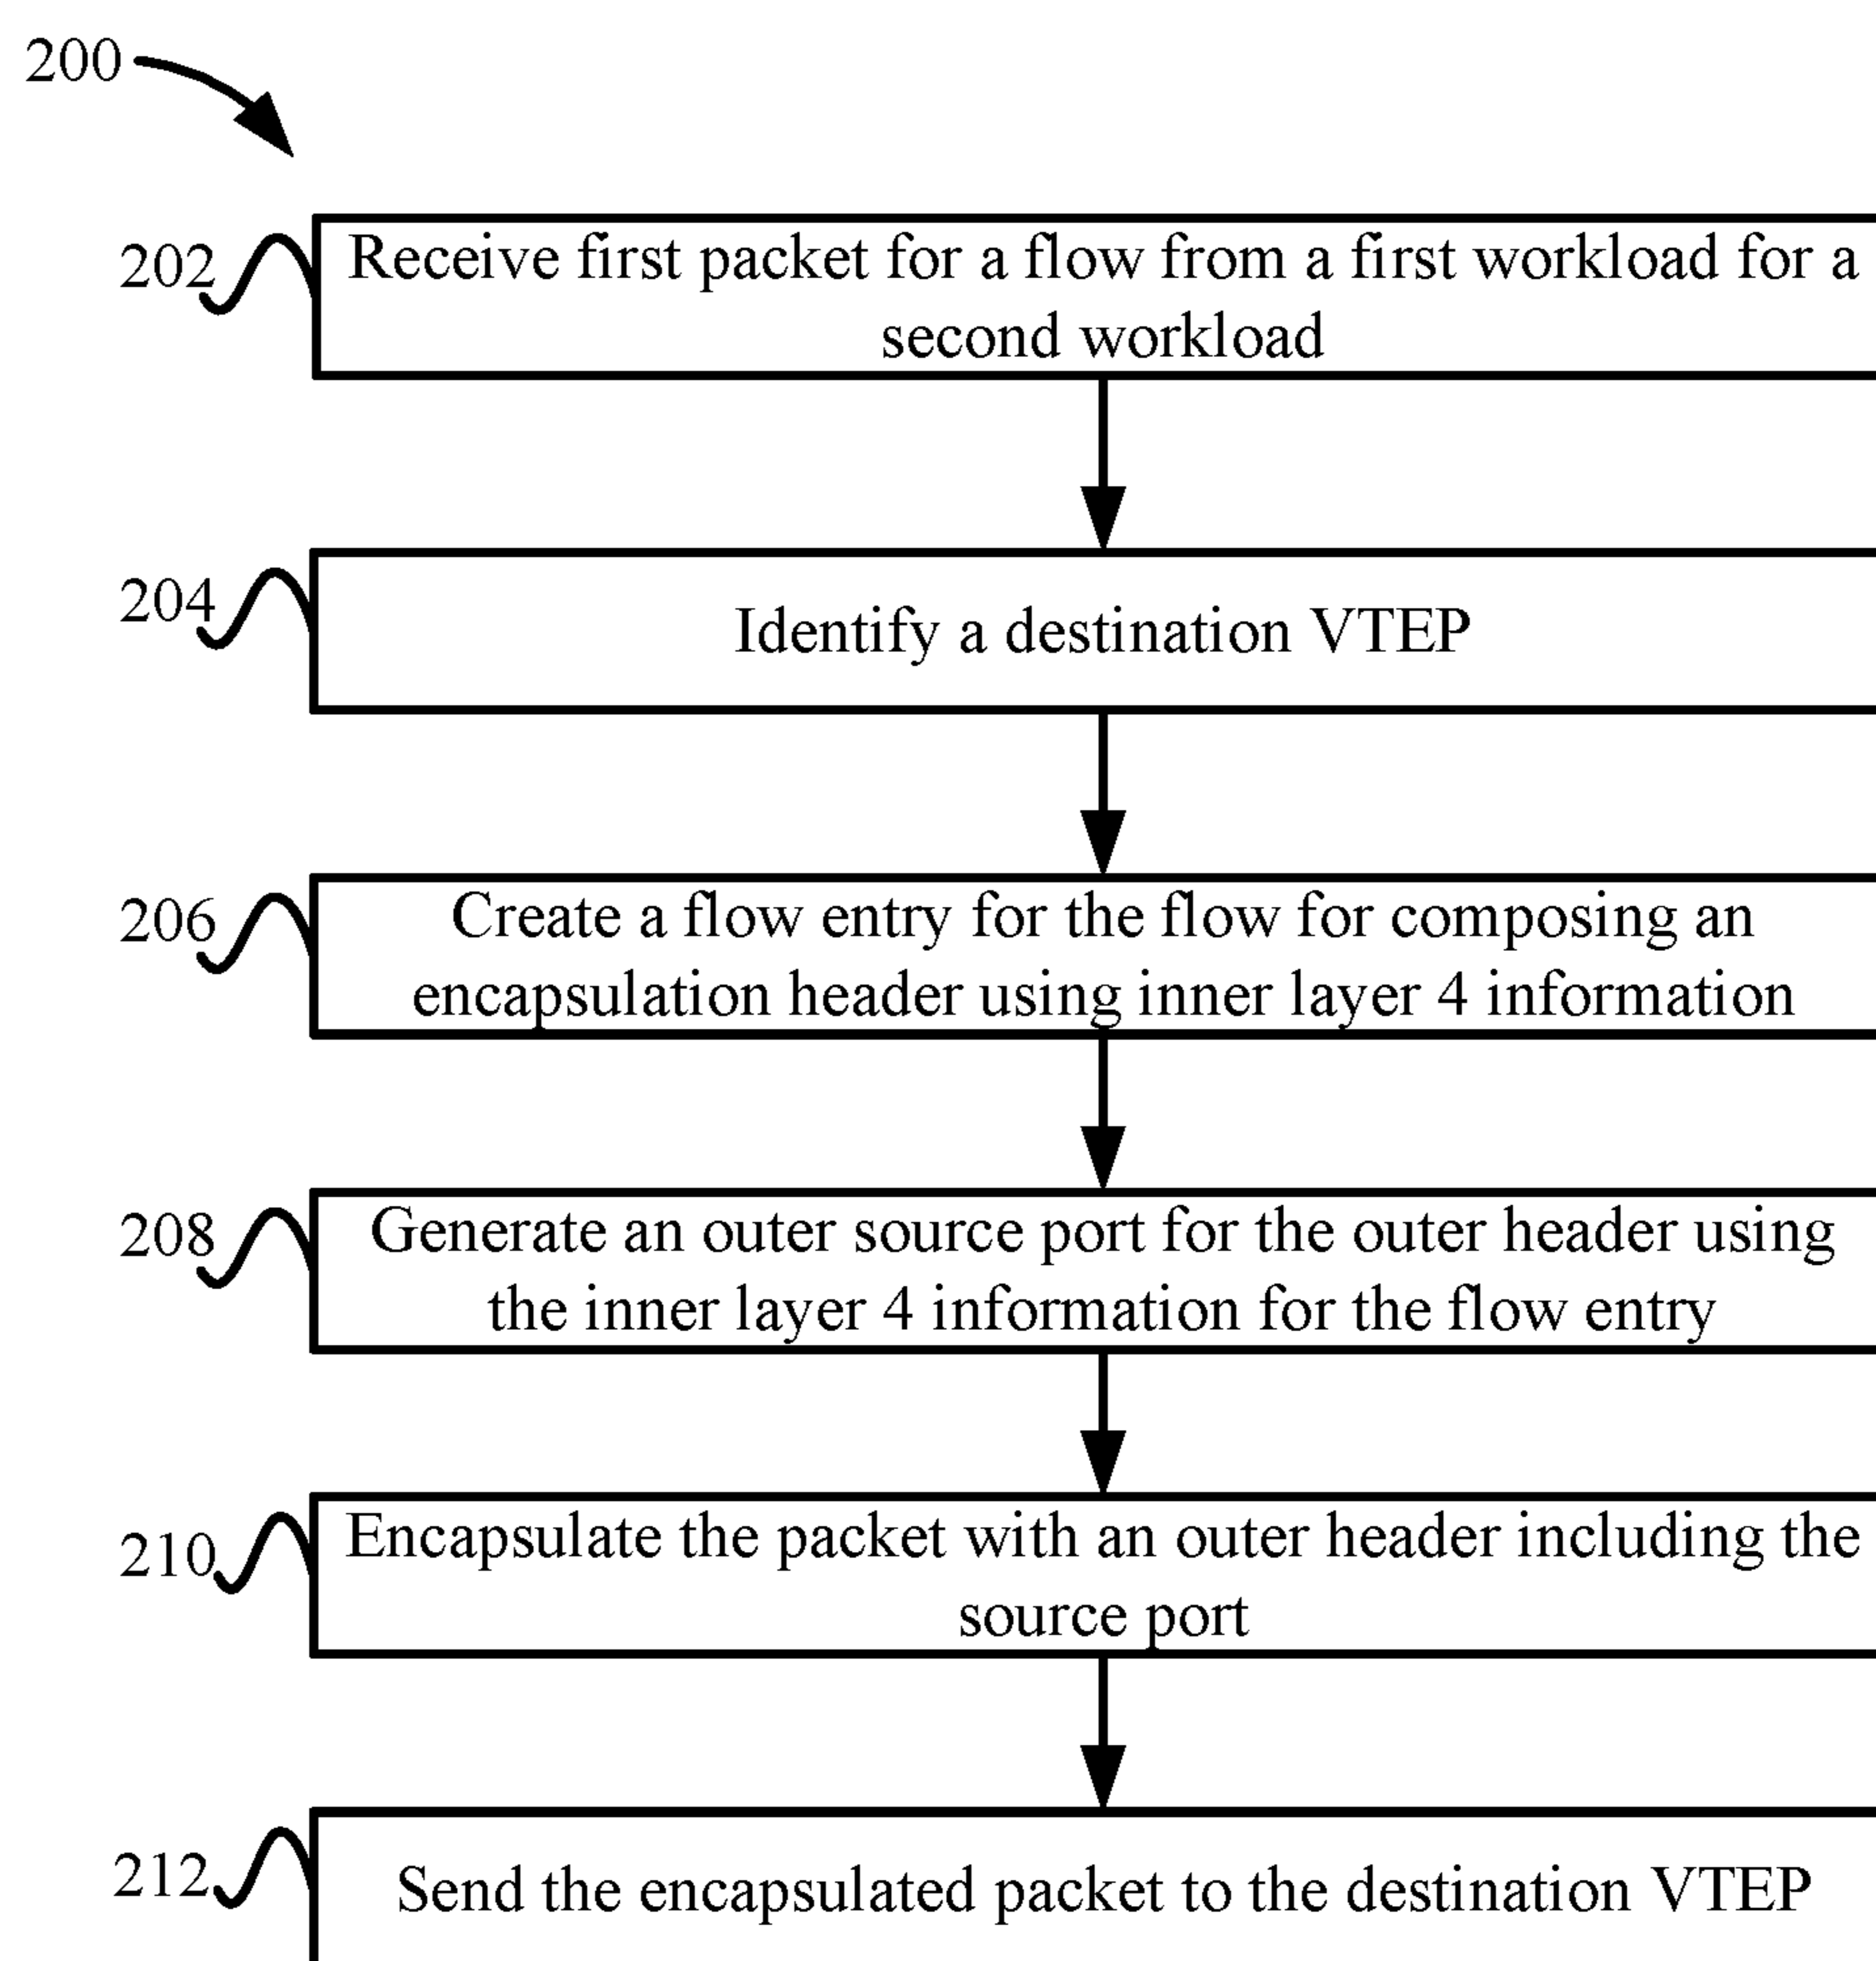 200
202
Receive first packet for a flow from a first workload for a
second workload
204
Identify a destination VTEP
206
Create a flow entry for the flow for composing an
encapsulation header using inner layer 4 information
208
Generate an outer source port for the outer header using
the inner layer 4 information for the flow entry
210
Encapsulate the packet with an outer header including the
source port
212
Send the encapsulated packet to the destination VTEP